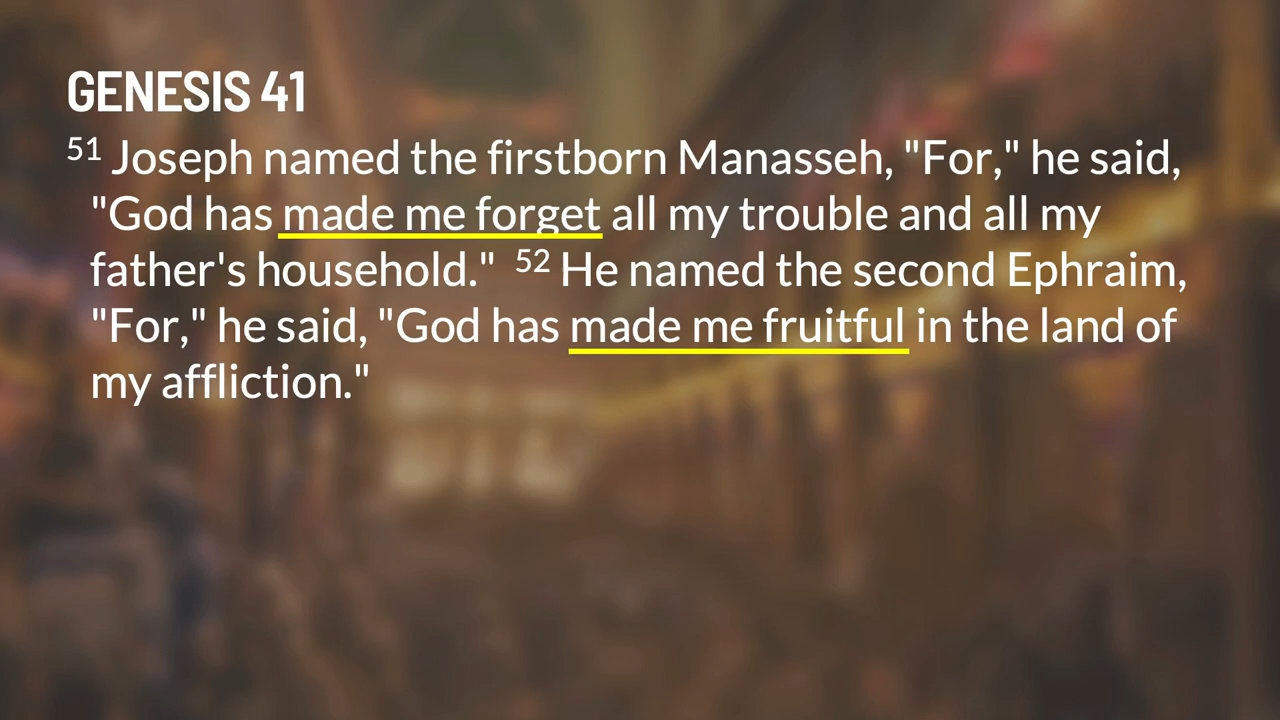 GENESIS 41
51 Joseph named the firstborn Manasseh, "For," he said,
"God has made me forget all my trouble and all my
father's household." 52 He named the second Ephraim,
"For," he said, "God has made me fruitful in the land of
my affliction."